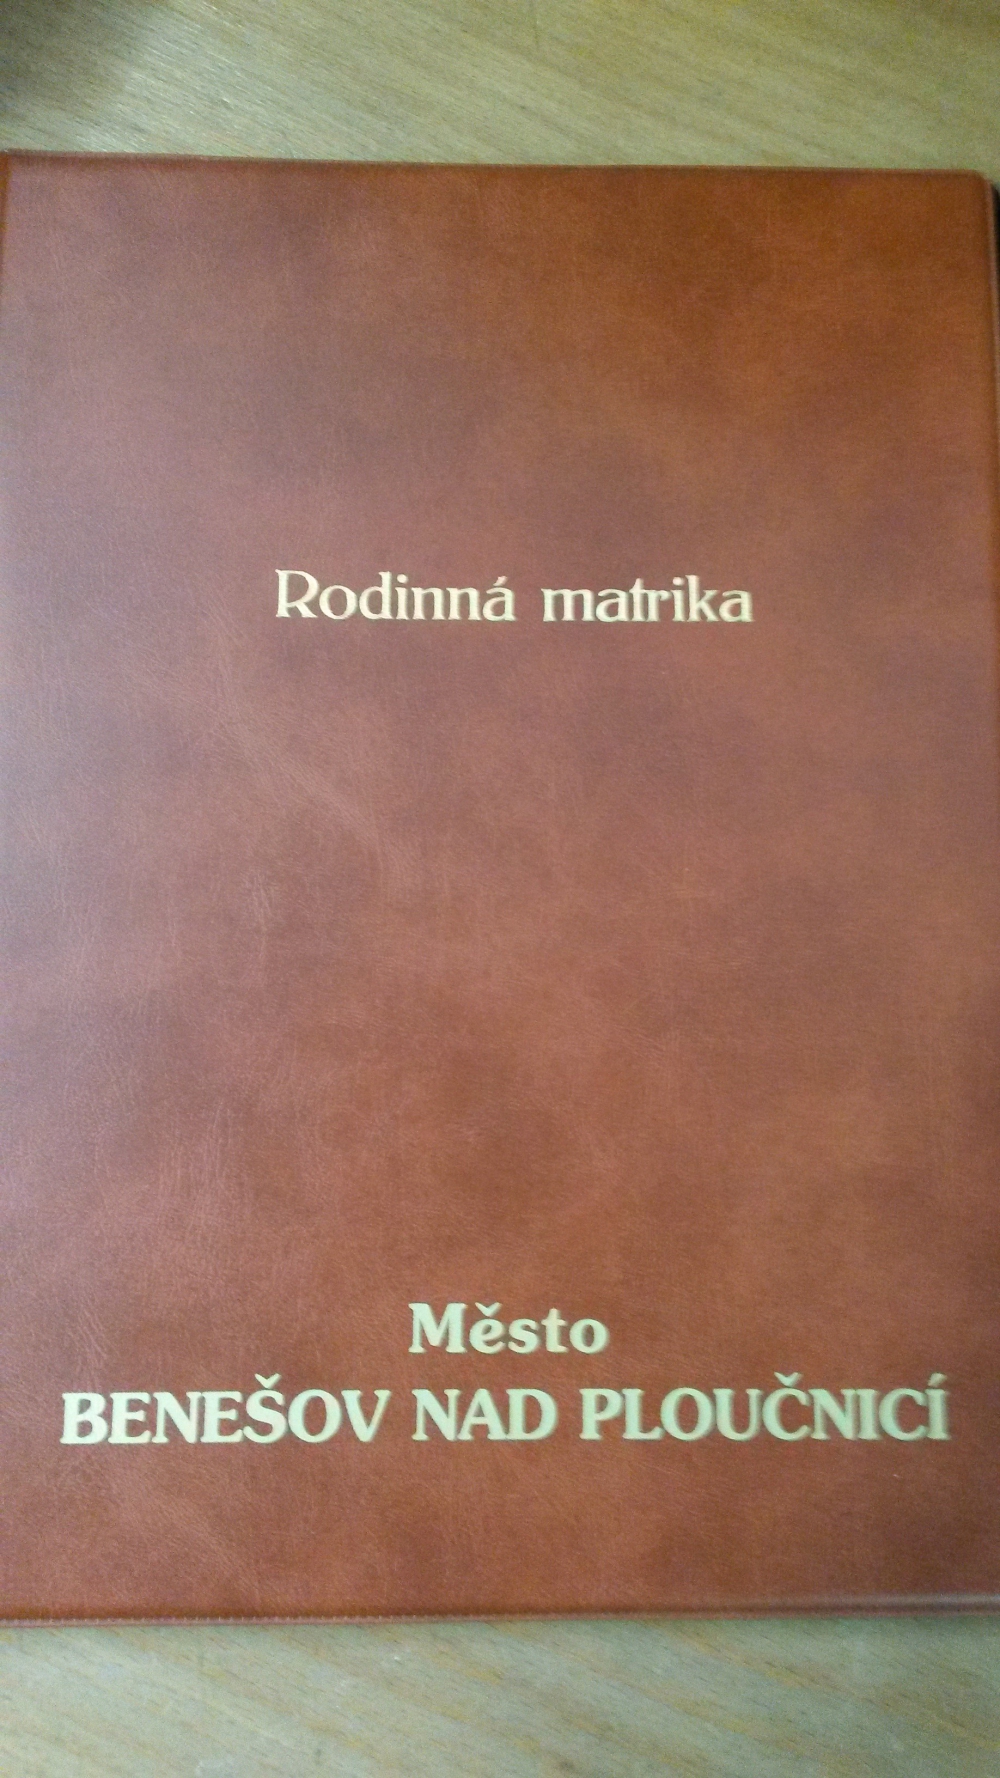 Rodinná matrika
Město
BENEŠOV NAD PLOUČNICÍ